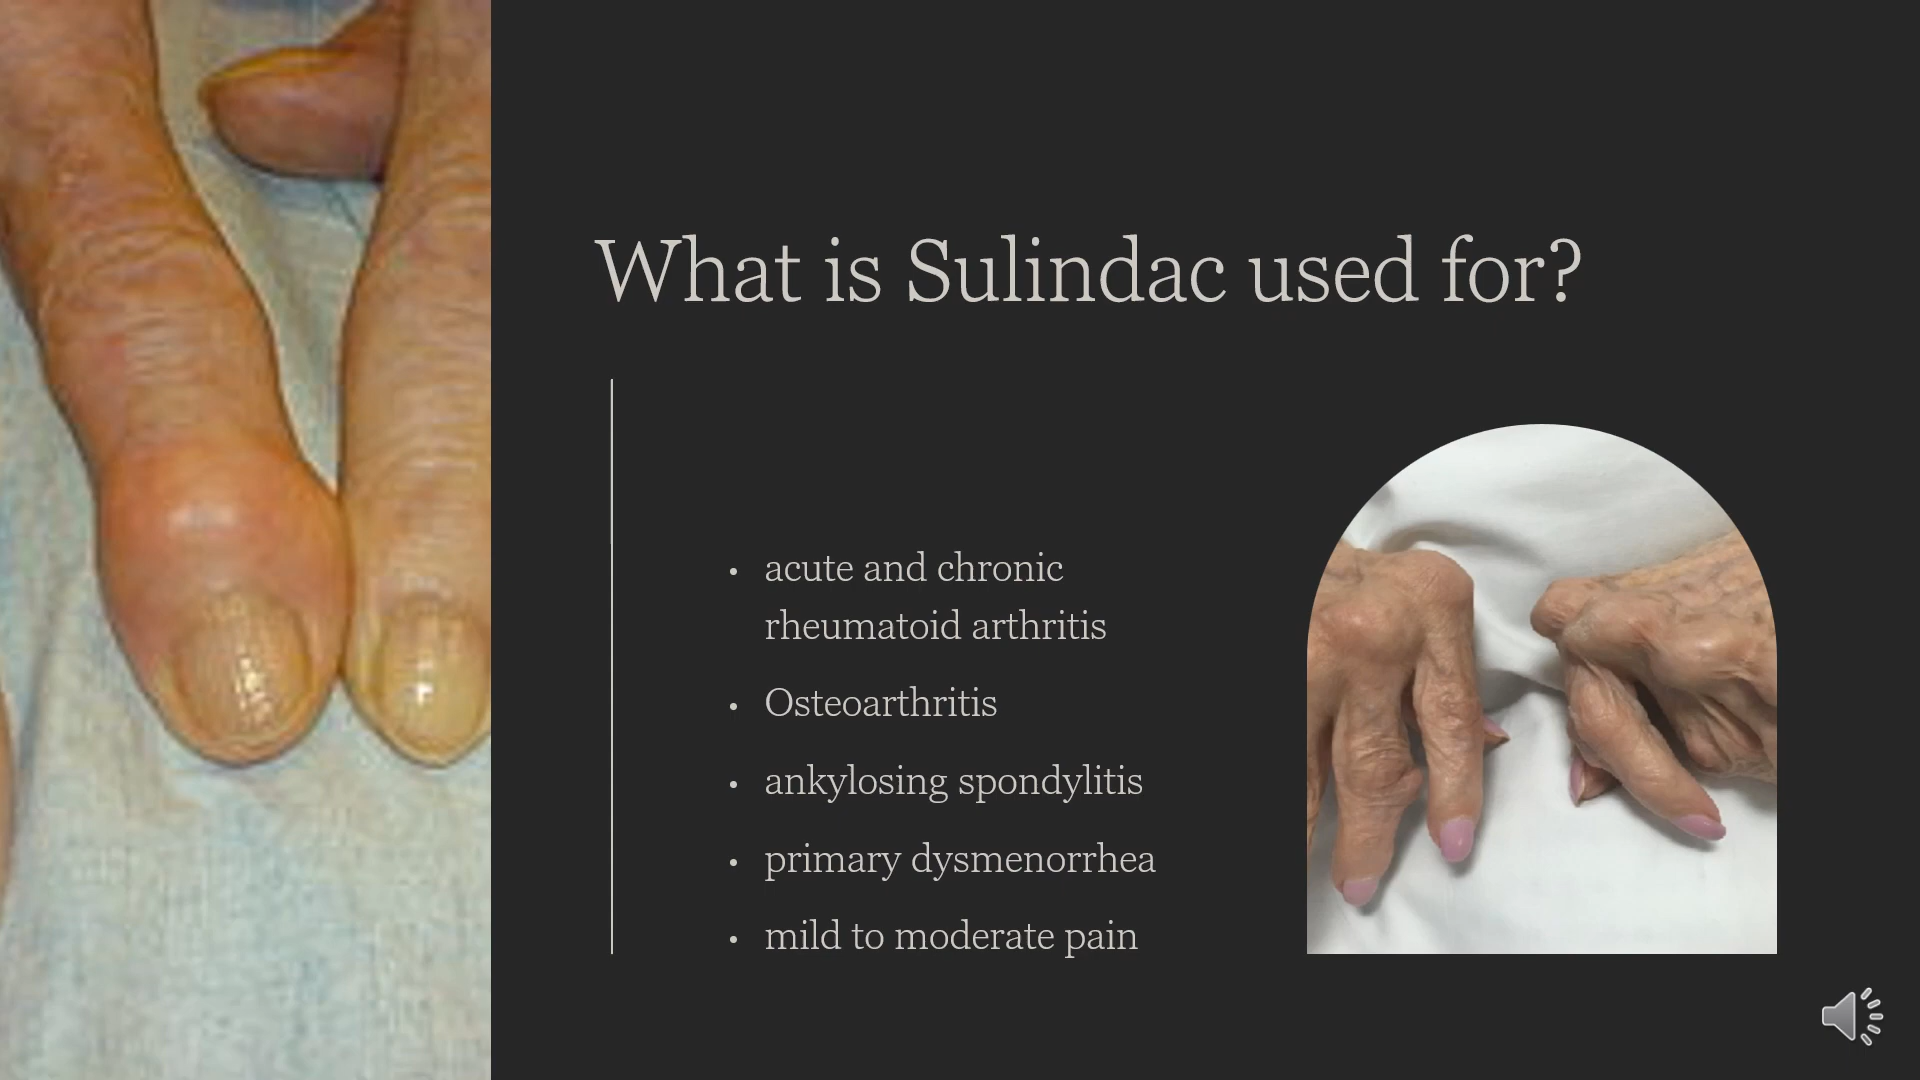 What is Sulindac used for?
• acute and chronic
rheumatoid arthritis
• Osteoarthritis
• ankylosing spondylitis
• primary dysmenorrhea
• mild to moderate pain